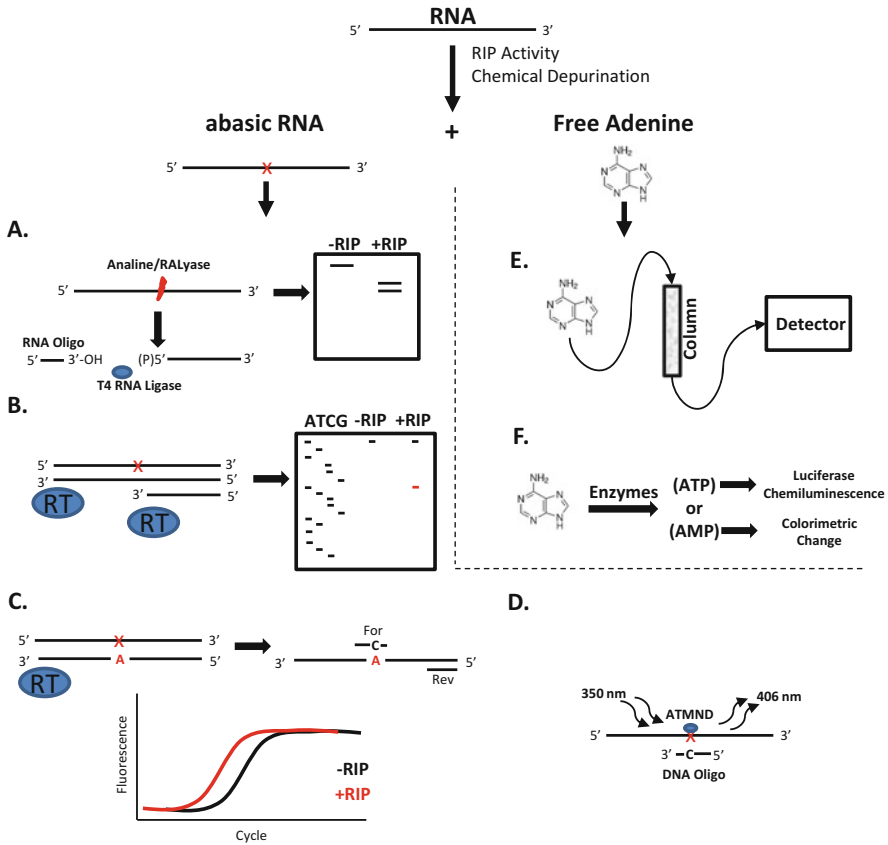 RNA
5’ 3’
RIP Activity
Chemical Depurination
abasic RNA
+
Free Adenine
5’ X 3’
NH2
N
N
N
N
H
A.
Analine/RALyase
5’ 3’
RNA Oligo
5’ 3’-OH (P)5’ 3’
T4 RNA Ligase
-RIP +RIP
E.
NH2
N
N
N
N
H
Column
Detector
B.
5’ X 3’
3’ 5’
3’ 5’
RT
RT
ATCG -RIP +RIP
F.
NH2
N
N
N
N
H
Enzymes
(ATP)
or
(AMP)
Luciferase
Chemiluminescence
Colorimetric
Change
C.
5’ X 3’
3’ A 5’
RT
For
C
3’ A 5’
Rev
Fluorescence
-RIP
+RIP
Cycle
D.
350 nm
ATMND
406 nm
5’ X 3’
3’ C 5’
DNA Oligo